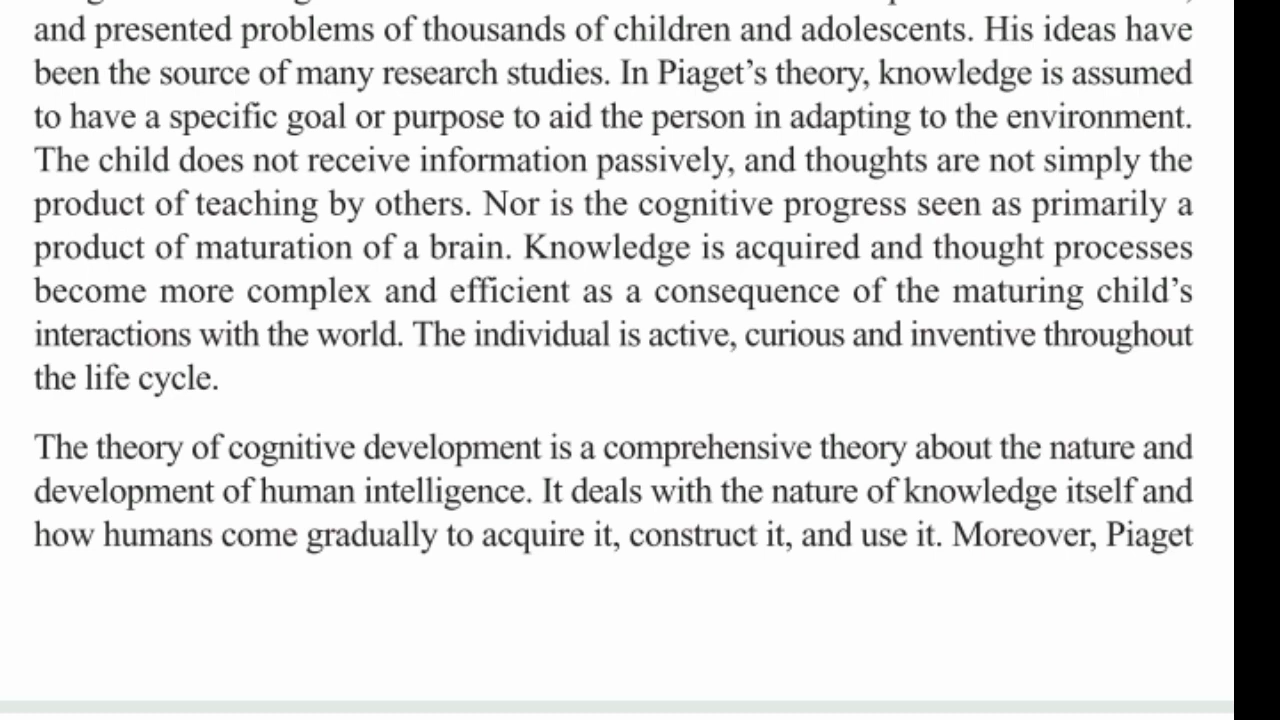 and presented problems of thousands of children and adolescents. His ideas have
been the source of many research studies. In Piaget’s theory, knowledge is assumed
to have a specific goal or purpose to aid the person in adapting to the environment.
The child does not receive information passively, and thoughts are not simply the
product of teaching by others. Nor is the cognitive progress seen as primarily a
product of maturation of a brain. Knowledge is acquired and thought processes
become more complex and efficient as a consequence of the maturing child’s
interactions with the world. The individual is active, curious and inventive throughout
the life cycle.
The theory of cognitive development is a comprehensive theory about the nature and
development of human intelligence. It deals with the nature of knowledge itself and
how humans come gradually to acquire it, construct it, and use it. Moreover, Piaget